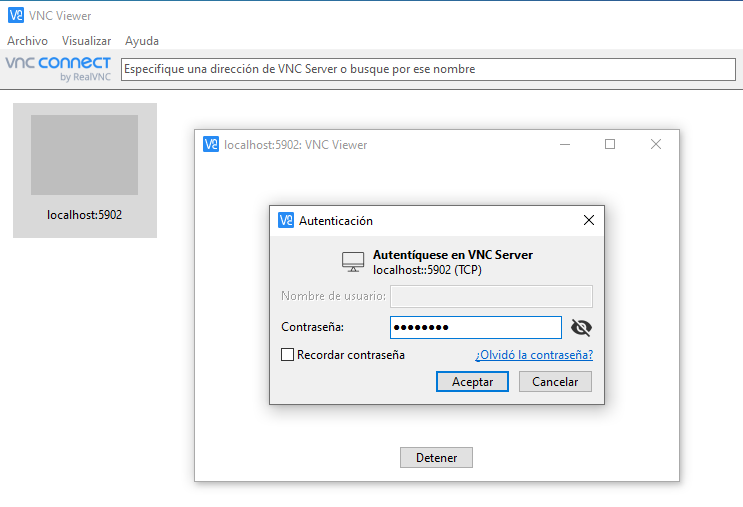 VNC Viewer
Archivo Visualizar Ayuda
vnc connect
by RealVNC
Especifique una dirección de VNC Server o busque por ese nombre
localhost:5902
localhost:5902: VNC Viewer
Autenticación
Autentíquese en VNC Server
localhost::5902 (TCP)
Nombre de usuario:
Contraseña: ••••••••
Recordar contraseña ¿Olvidó la contraseña?
Aceptar Cancelar
Detener